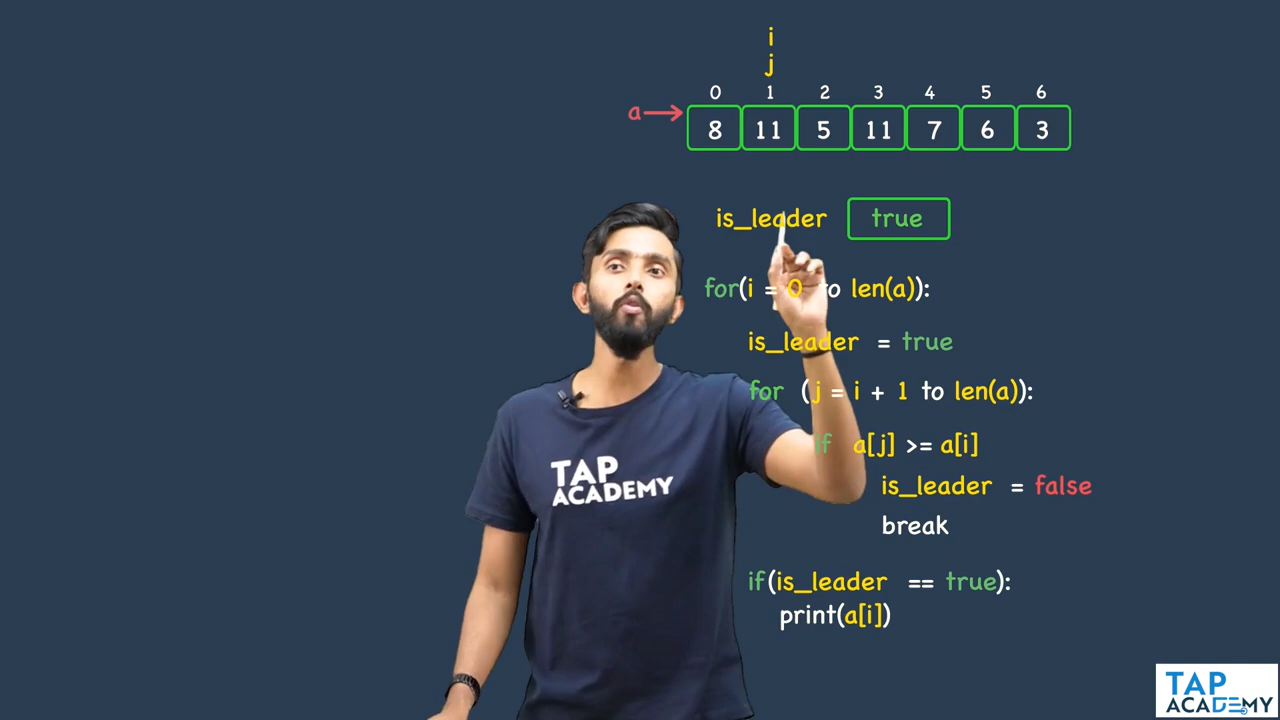 i
j
0 1 2 3 4 5 6
a
8 11 5 11 7 6 3
is_leader true
for(i = 0 to len(a)):
is_leader = true
for (j = i + 1 to len(a)):
if a[j] >= a[i]
is_leader = false
break
if(is_leader == true):
print(a[i])
TAP
ACADEMY
TAP
ACADEMY